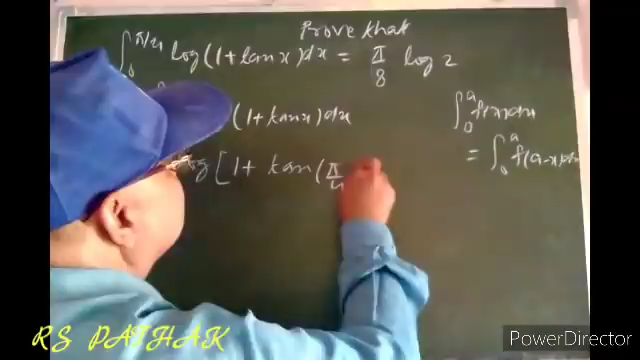 Prove that
∫₀^π/4 log(1+tanx)dx = π/8 log 2
(1+tanx)dx
∫₀^a f(x)dx
log[1+ tan(π/4
= ∫₀^a f(a-x)dx
RS PATHAK
PowerDirector